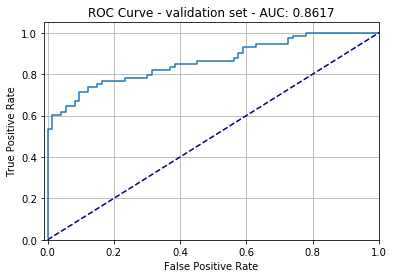 ROC Curve - validation set - AUC: 0.8617
True Positive Rate
1.0
0.8
0.6
0.4
0.2
0.0
0.0 0.2 0.4 0.6 0.8 1.0
False Positive Rate